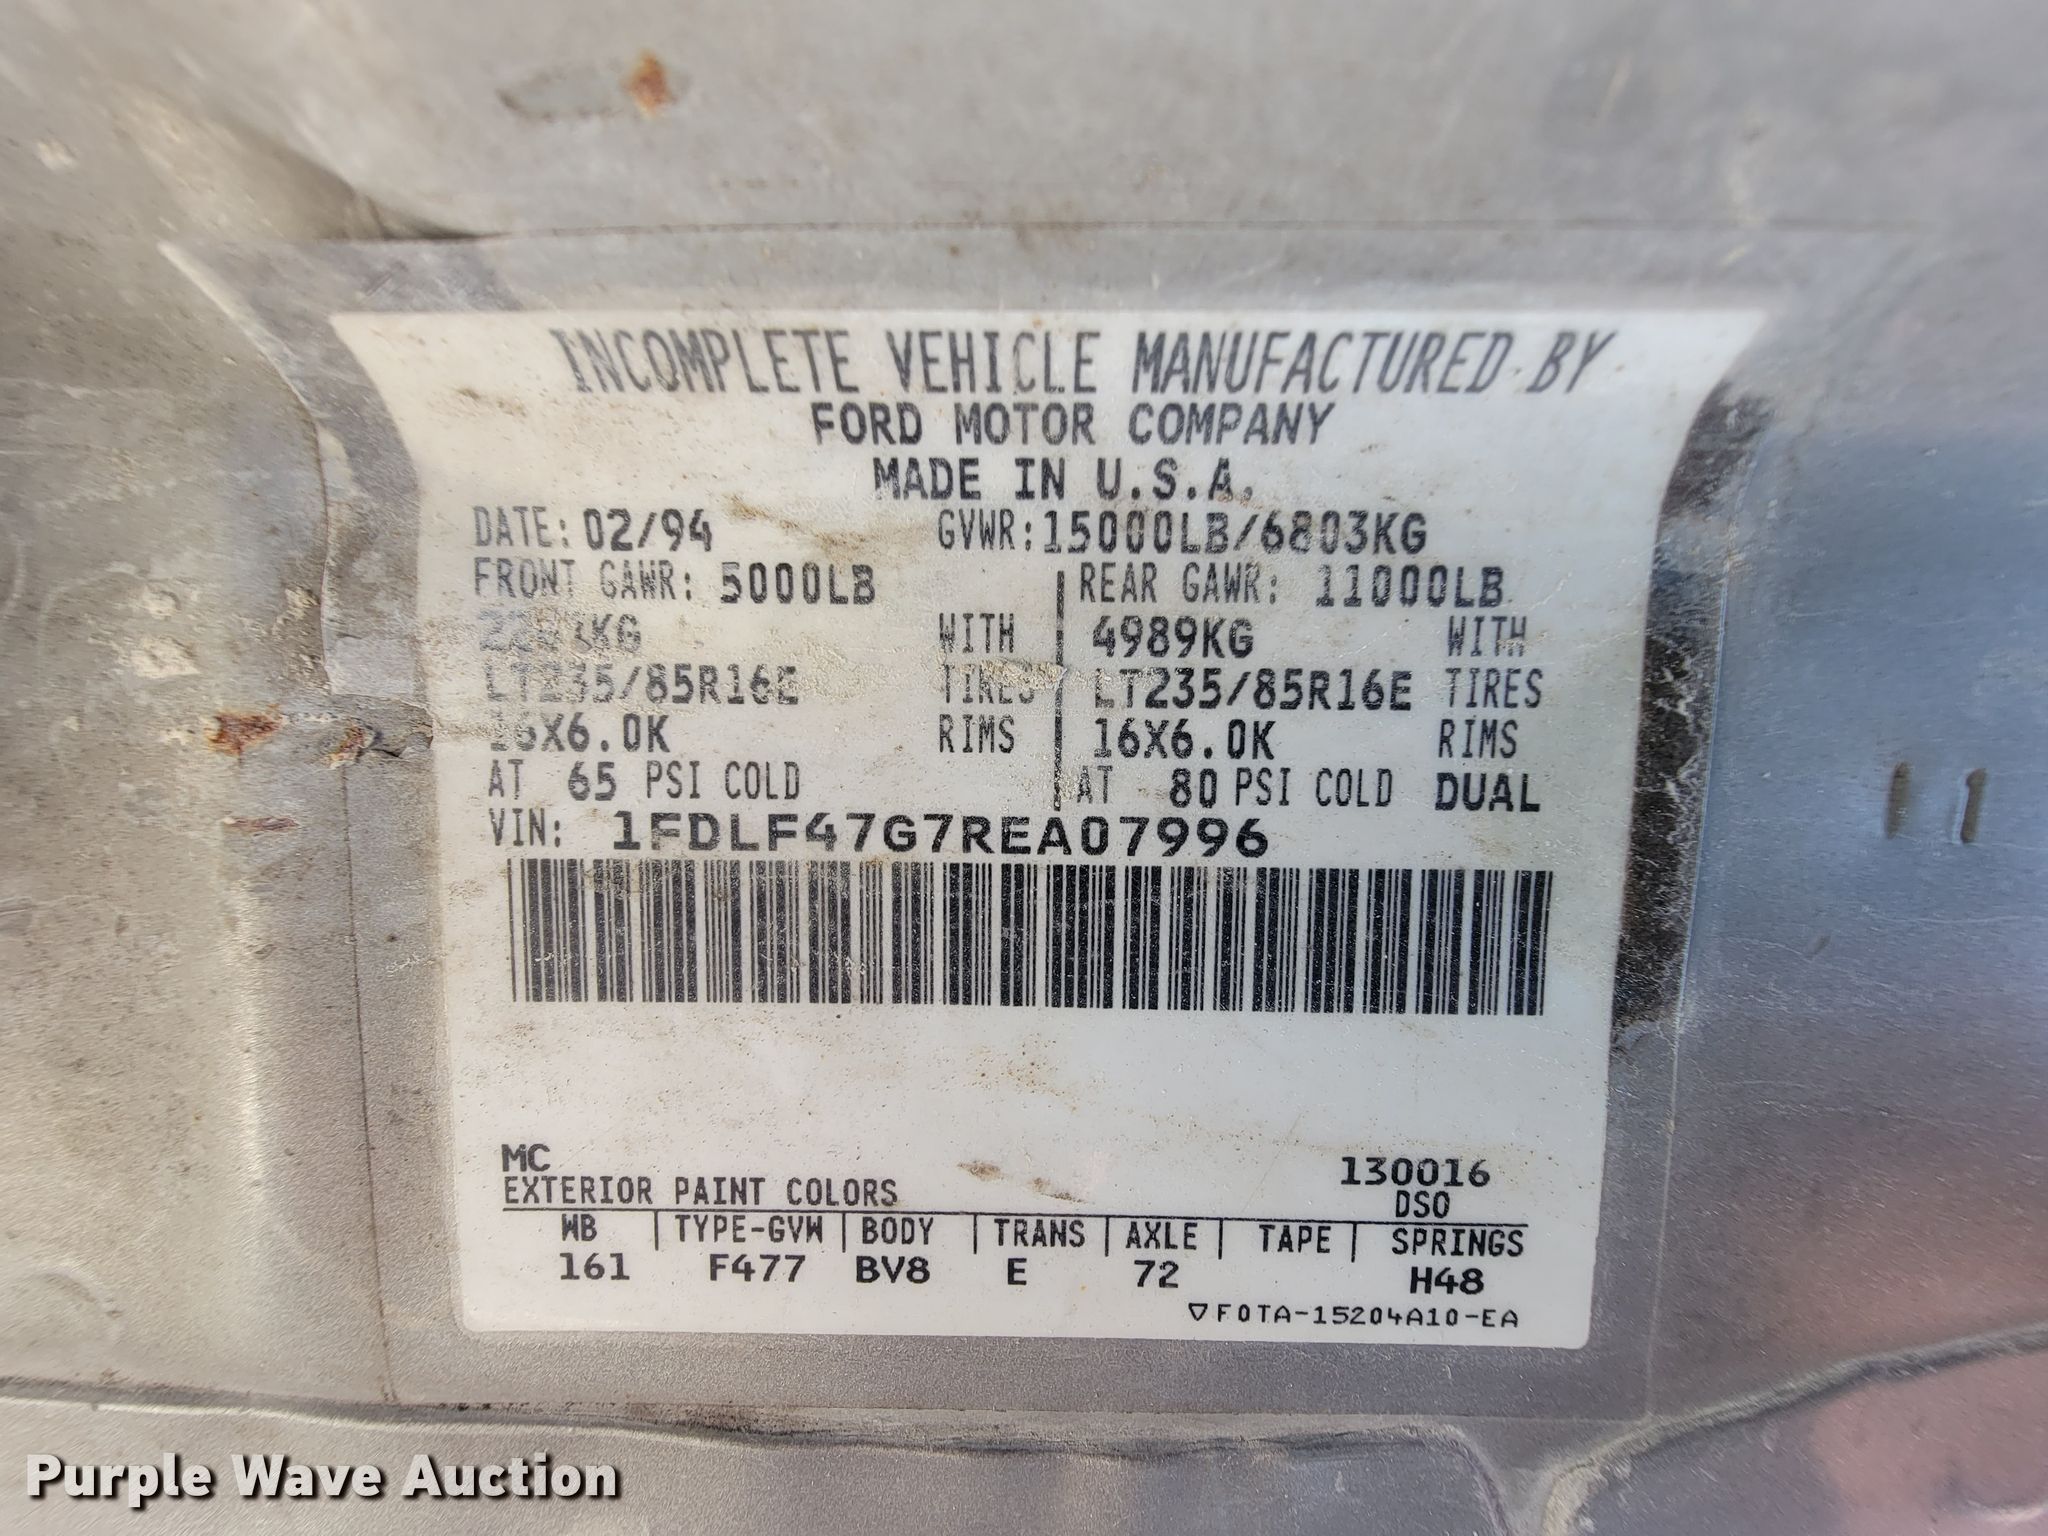 INCOMPLETE VEHICLE MANUFACTURED BY
FORD MOTOR COMPANY
MADE IN U.S.A.
DATE: 02/94 GVWR: 15000LB/6803KG
FRONT GAWR: 5000LB REAR GAWR: 11000LB
WITH 4989KG WITH
LT235/85R16E TIRES LT235/85R16E TIRES
16X6.0K RIMS 16X6.0K RIMS
AT 65 PSI COLD AT 80 PSI COLD DUAL
VIN: 1FDLF47G7REA07996
MC 130016
EXTERIOR PAINT COLORS DSO
WB TYPE-GVW BODY TRANS AXLE TAPE SPRINGS
161 F477 BV8 E 72 H48
▽F0TA-15204A10-EA
Purple Wave Auction